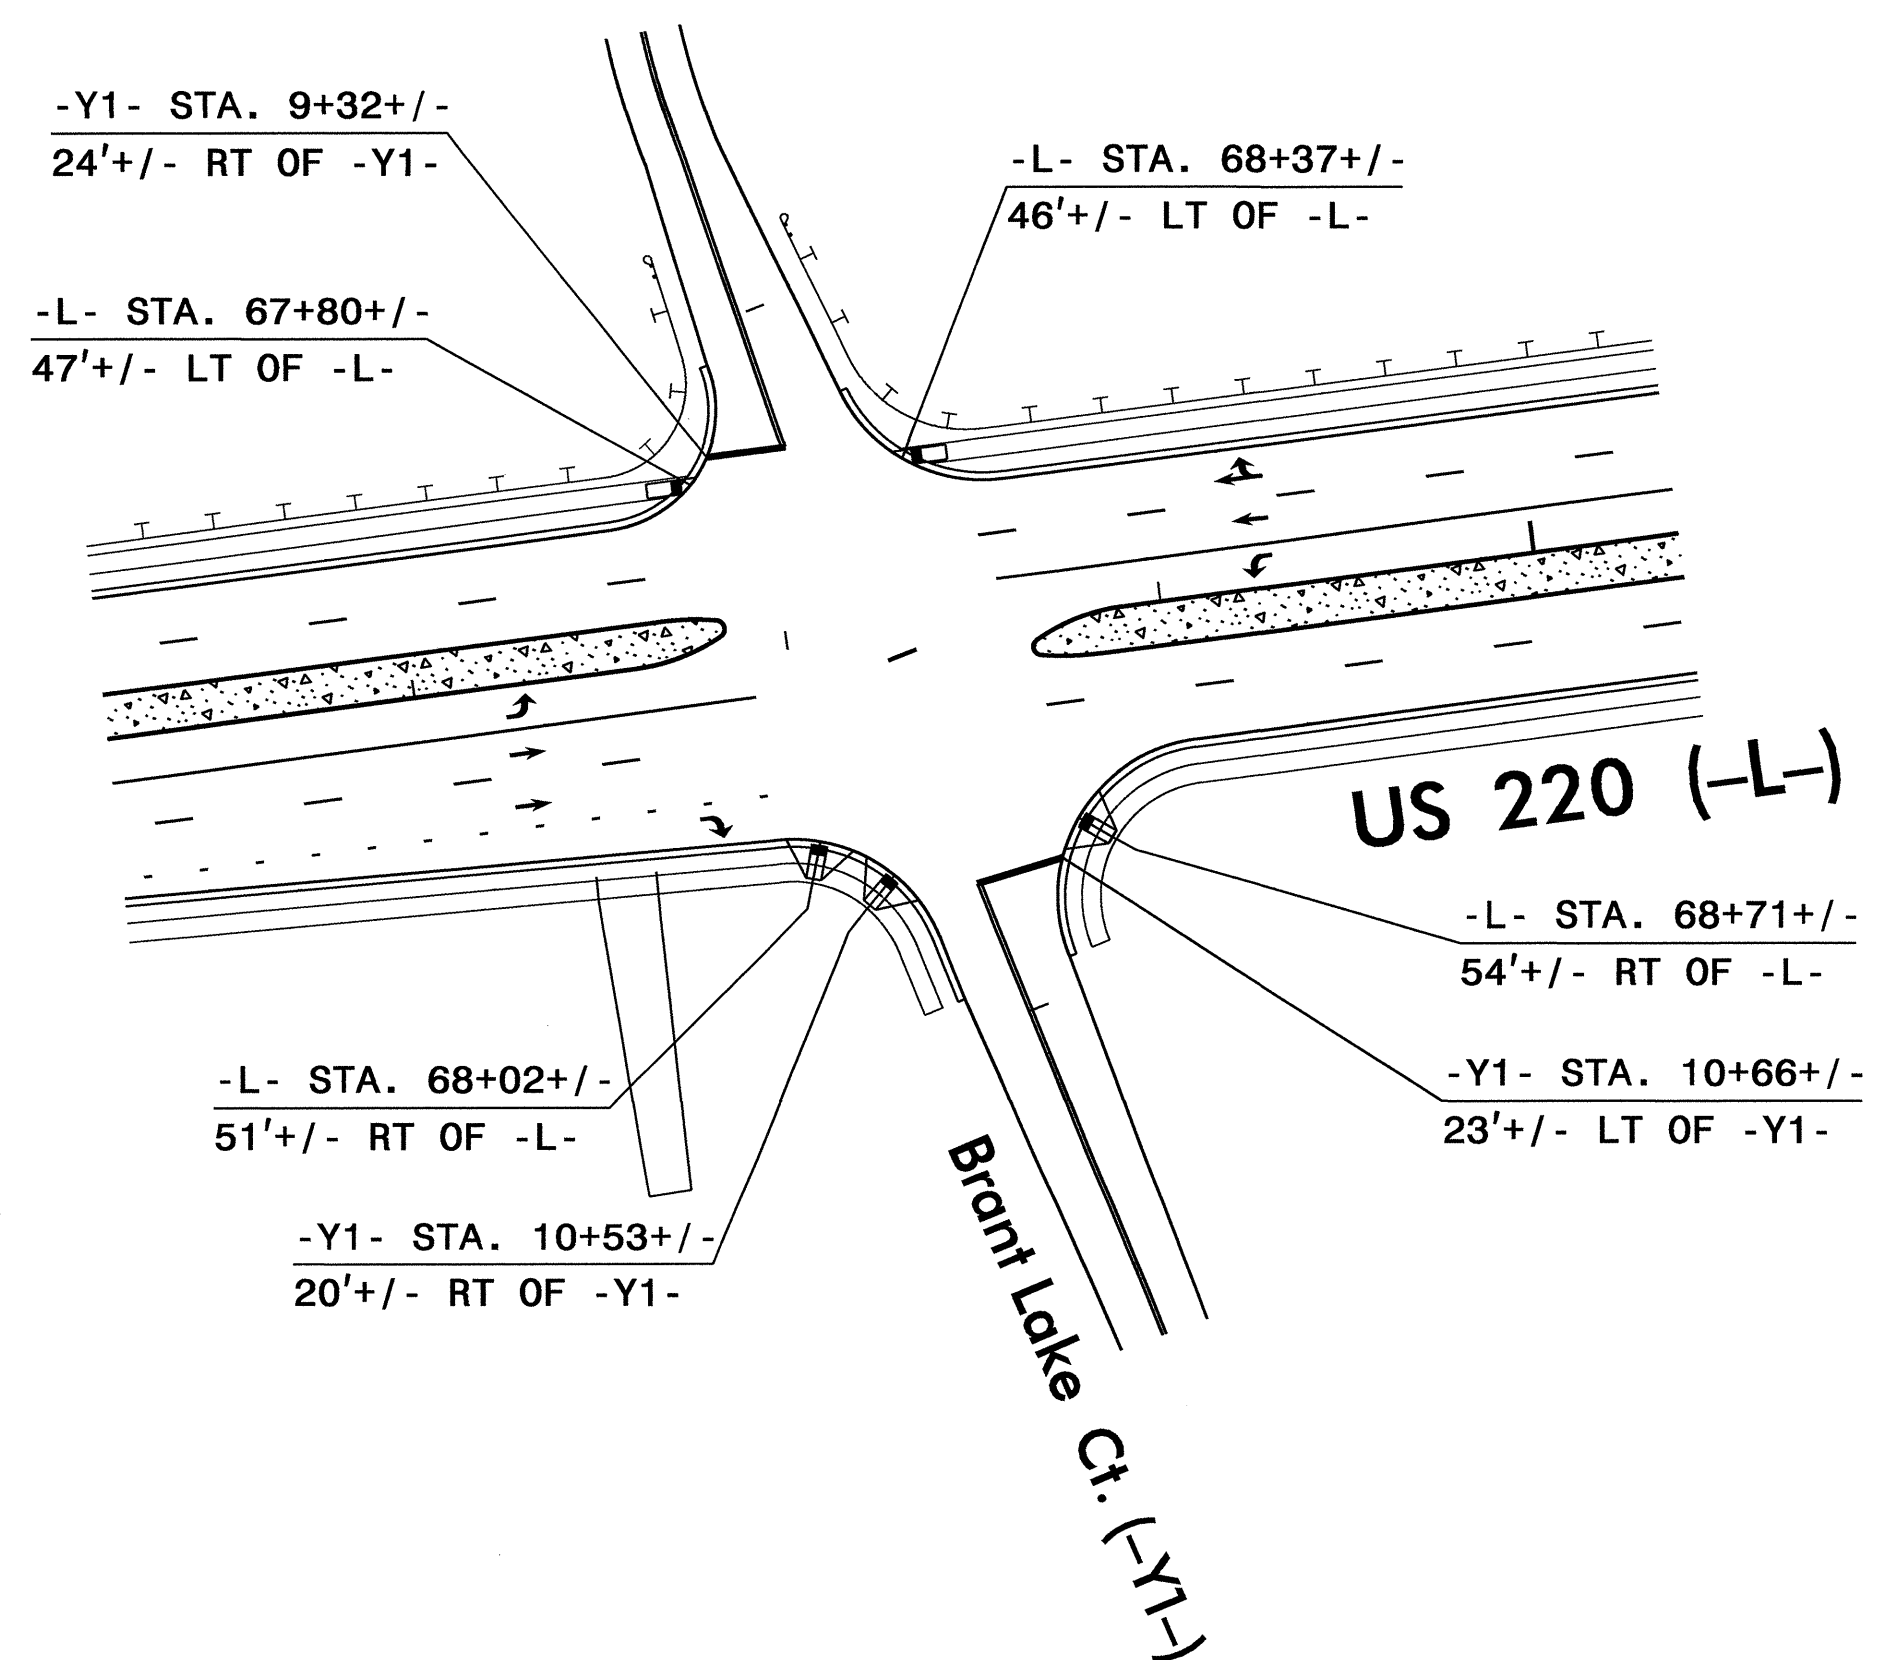 -Y1- STA. 9+32+/-
24'+/- RT OF -Y1-
-L- STA. 68+37+/-
46'+/- LT OF -L-
-L- STA. 67+80+/-
47'+/- LT OF -L-
US 220 (-L-)
-L- STA. 68+71+/-
54'+/- RT OF -L-
-L- STA. 68+02+/-
51'+/- RT OF -L-
-Y1- STA. 10+66+/-
23'+/- LT OF -Y1-
-Y1- STA. 10+53+/-
20'+/- RT OF -Y1-
Brant Lake Ct. (-Y1-)